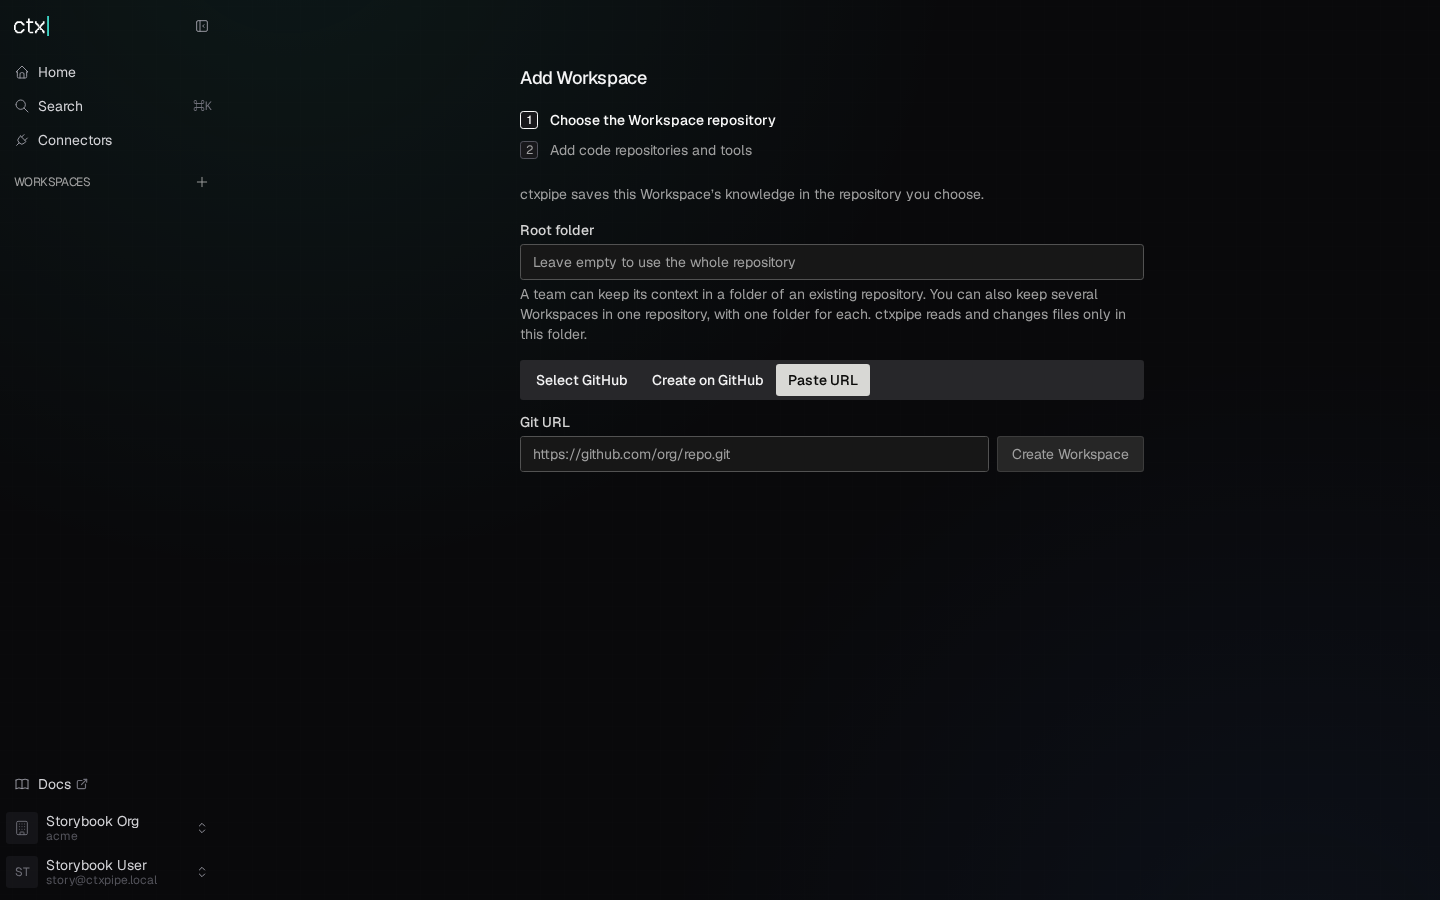 ctx
Home
Search ⌘K
Connectors
WORKSPACES
Add Workspace
1 Choose the Workspace repository
2 Add code repositories and tools
ctxpipe saves this Workspace's knowledge in the repository you choose.
Root folder
Leave empty to use the whole repository
A team can keep its context in a folder of an existing repository. You can also keep several
Workspaces in one repository, with one folder for each. ctxpipe reads and changes files only in
this folder.
Select GitHub Create on GitHub Paste URL
Git URL
https://github.com/org/repo.git Create Workspace
Docs
Storybook Org
acme
ST Storybook User
story@ctxpipe.local